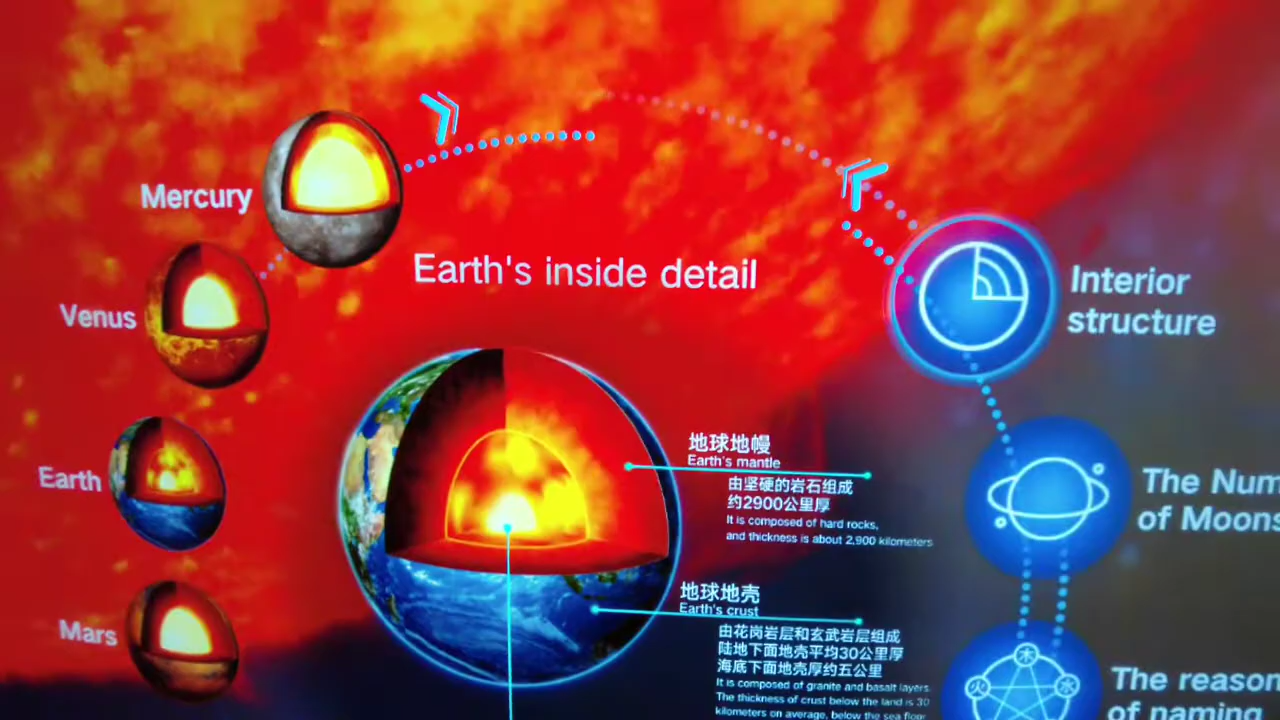 Mercury
Venus
Earth
Mars
Earth's inside detail
地球地幔
Earth's mantle
由坚硬的岩石组成
约2900公里厚
It is composed of hard rocks,
and thickness is about 2,900 kilometers
地球地壳
Earth's crust
由花岗岩层和玄武岩层组成
陆地下面地壳平均30公里厚
海底下面地壳厚约五公里
It is composed of granite and basalt layers.
The thickness of crust below the land is 30
kilometers on average, below the sea floor
Interior
structure
The Num
of Moons
The reason
of naming
木
火
水